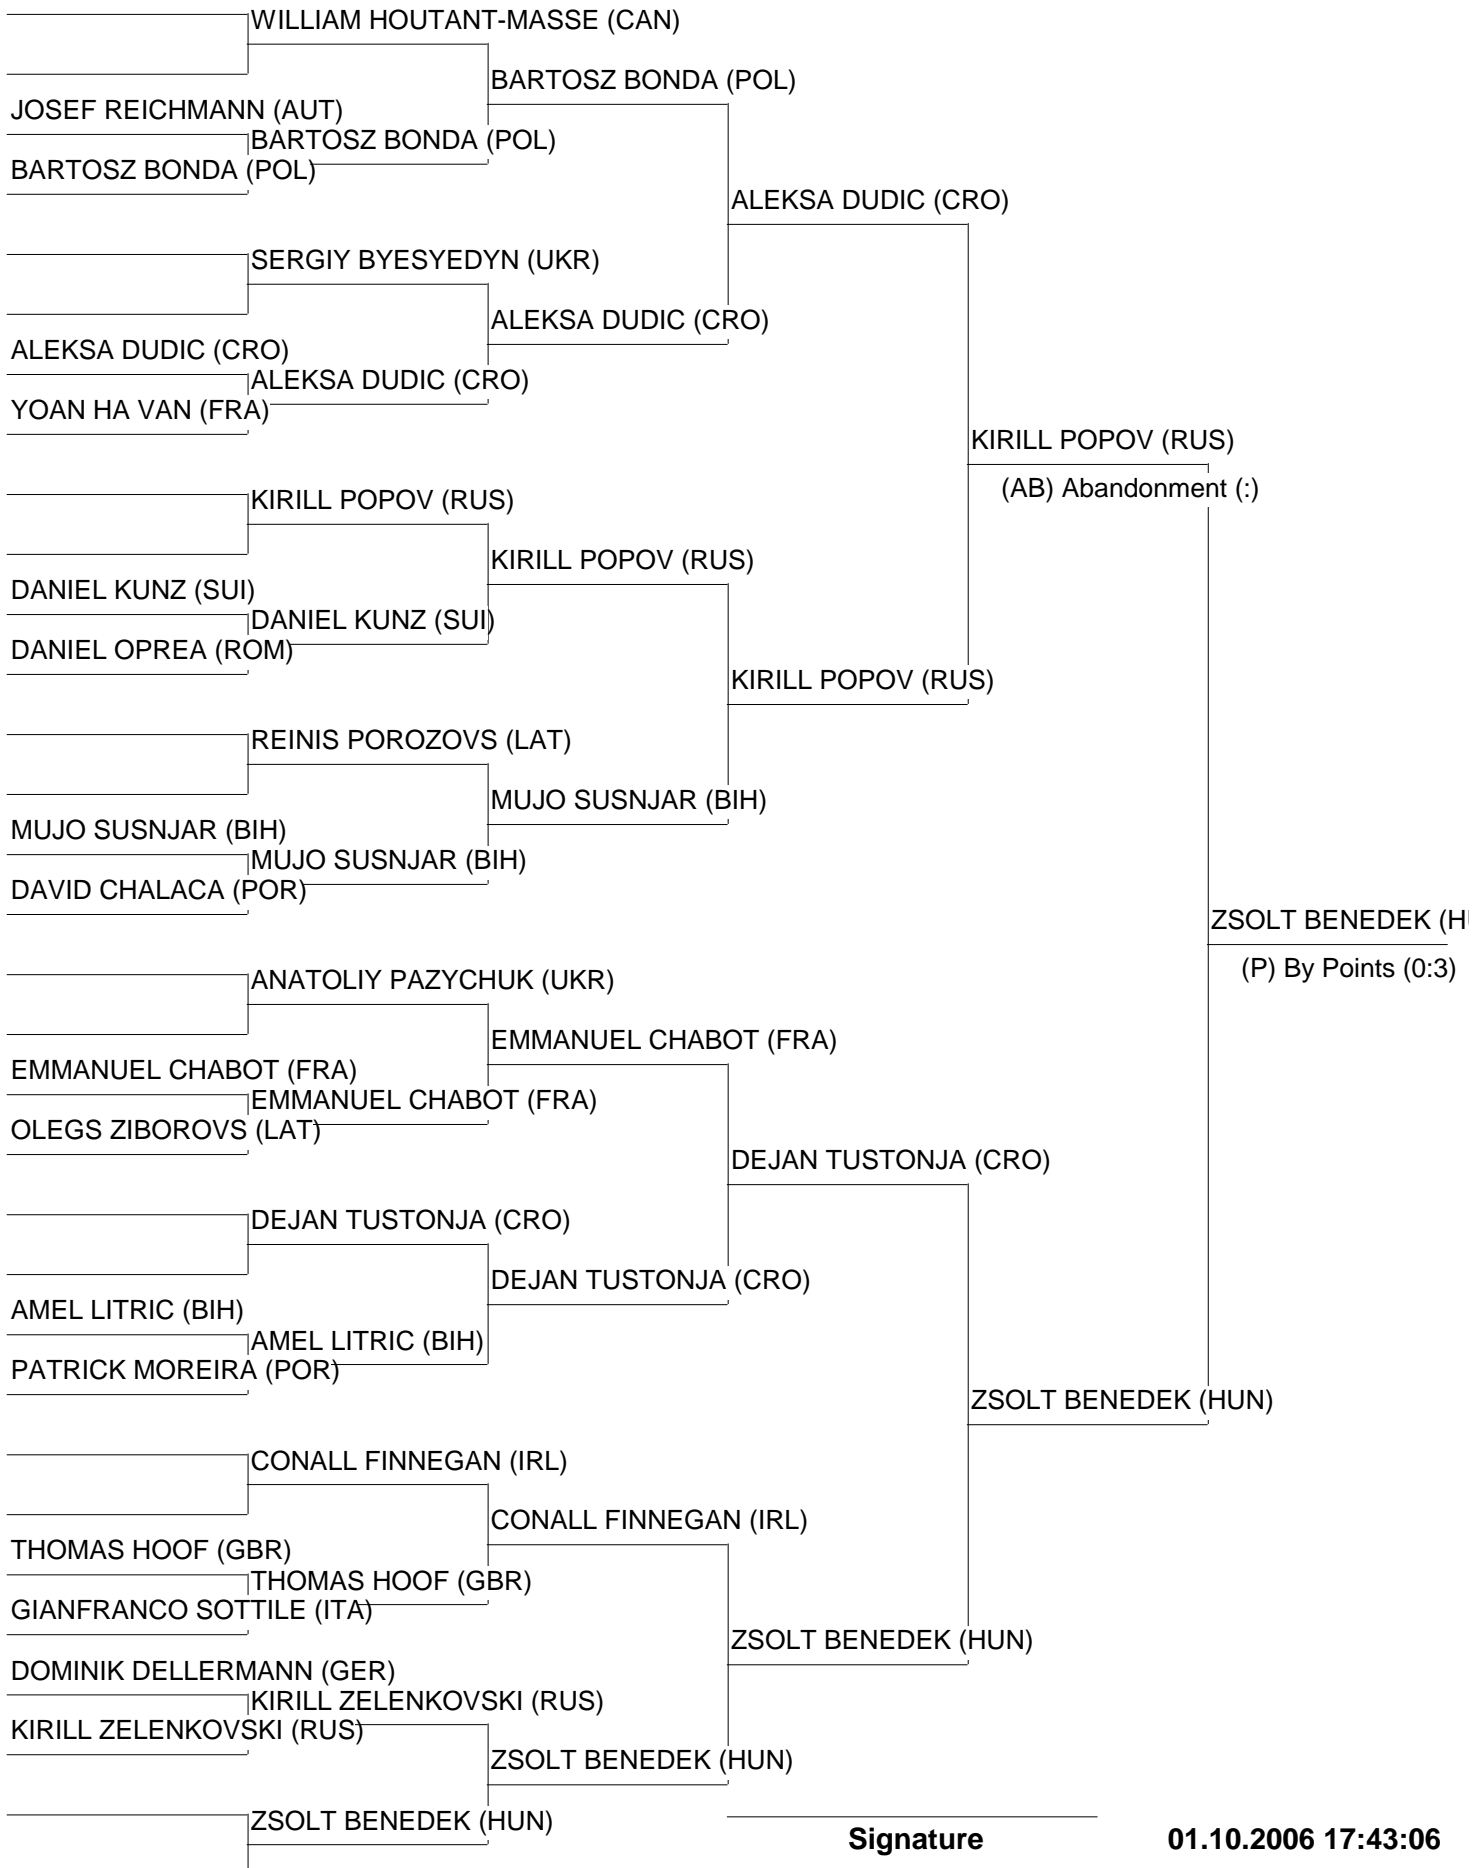 WILLIAM HOUTANT-MASSE (CAN)
BARTOSZ BONDA (POL)
JOSEF REICHMANN (AUT)
BARTOSZ BONDA (POL)
BARTOSZ BONDA (POL)
ALEKSA DUDIC (CRO)
SERGIY BYESYEDYN (UKR)
ALEKSA DUDIC (CRO)
ALEKSA DUDIC (CRO)
ALEKSA DUDIC (CRO)
YOAN HA VAN (FRA)
KIRILL POPOV (RUS)
(AB) Abandonment (:)
KIRILL POPOV (RUS)
KIRILL POPOV (RUS)
DANIEL KUNZ (SUI)
DANIEL KUNZ (SUI)
DANIEL OPREA (ROM)
KIRILL POPOV (RUS)
REINIS POROZOVS (LAT)
MUJO SUSNJAR (BIH)
MUJO SUSNJAR (BIH)
MUJO SUSNJAR (BIH)
DAVID CHALACA (POR)
ZSOLT BENEDEK (HU
(P) By Points (0:3)
ANATOLIY PAZYCHUK (UKR)
EMMANUEL CHABOT (FRA)
EMMANUEL CHABOT (FRA)
EMMANUEL CHABOT (FRA)
OLEGS ZIBOROVS (LAT)
DEJAN TUSTONJA (CRO)
DEJAN TUSTONJA (CRO)
DEJAN TUSTONJA (CRO)
AMEL LITRIC (BIH)
AMEL LITRIC (BIH)
PATRICK MOREIRA (POR)
ZSOLT BENEDEK (HUN)
CONALL FINNEGAN (IRL)
CONALL FINNEGAN (IRL)
THOMAS HOOF (GBR)
THOMAS HOOF (GBR)
GIANFRANCO SOTTILE (ITA)
ZSOLT BENEDEK (HUN)
DOMINIK DELLERMANN (GER)
KIRILL ZELENKOVSKI (RUS)
KIRILL ZELENKOVSKI (RUS)
ZSOLT BENEDEK (HUN)
ZSOLT BENEDEK (HUN)
Signature 01.10.2006 17:43:06